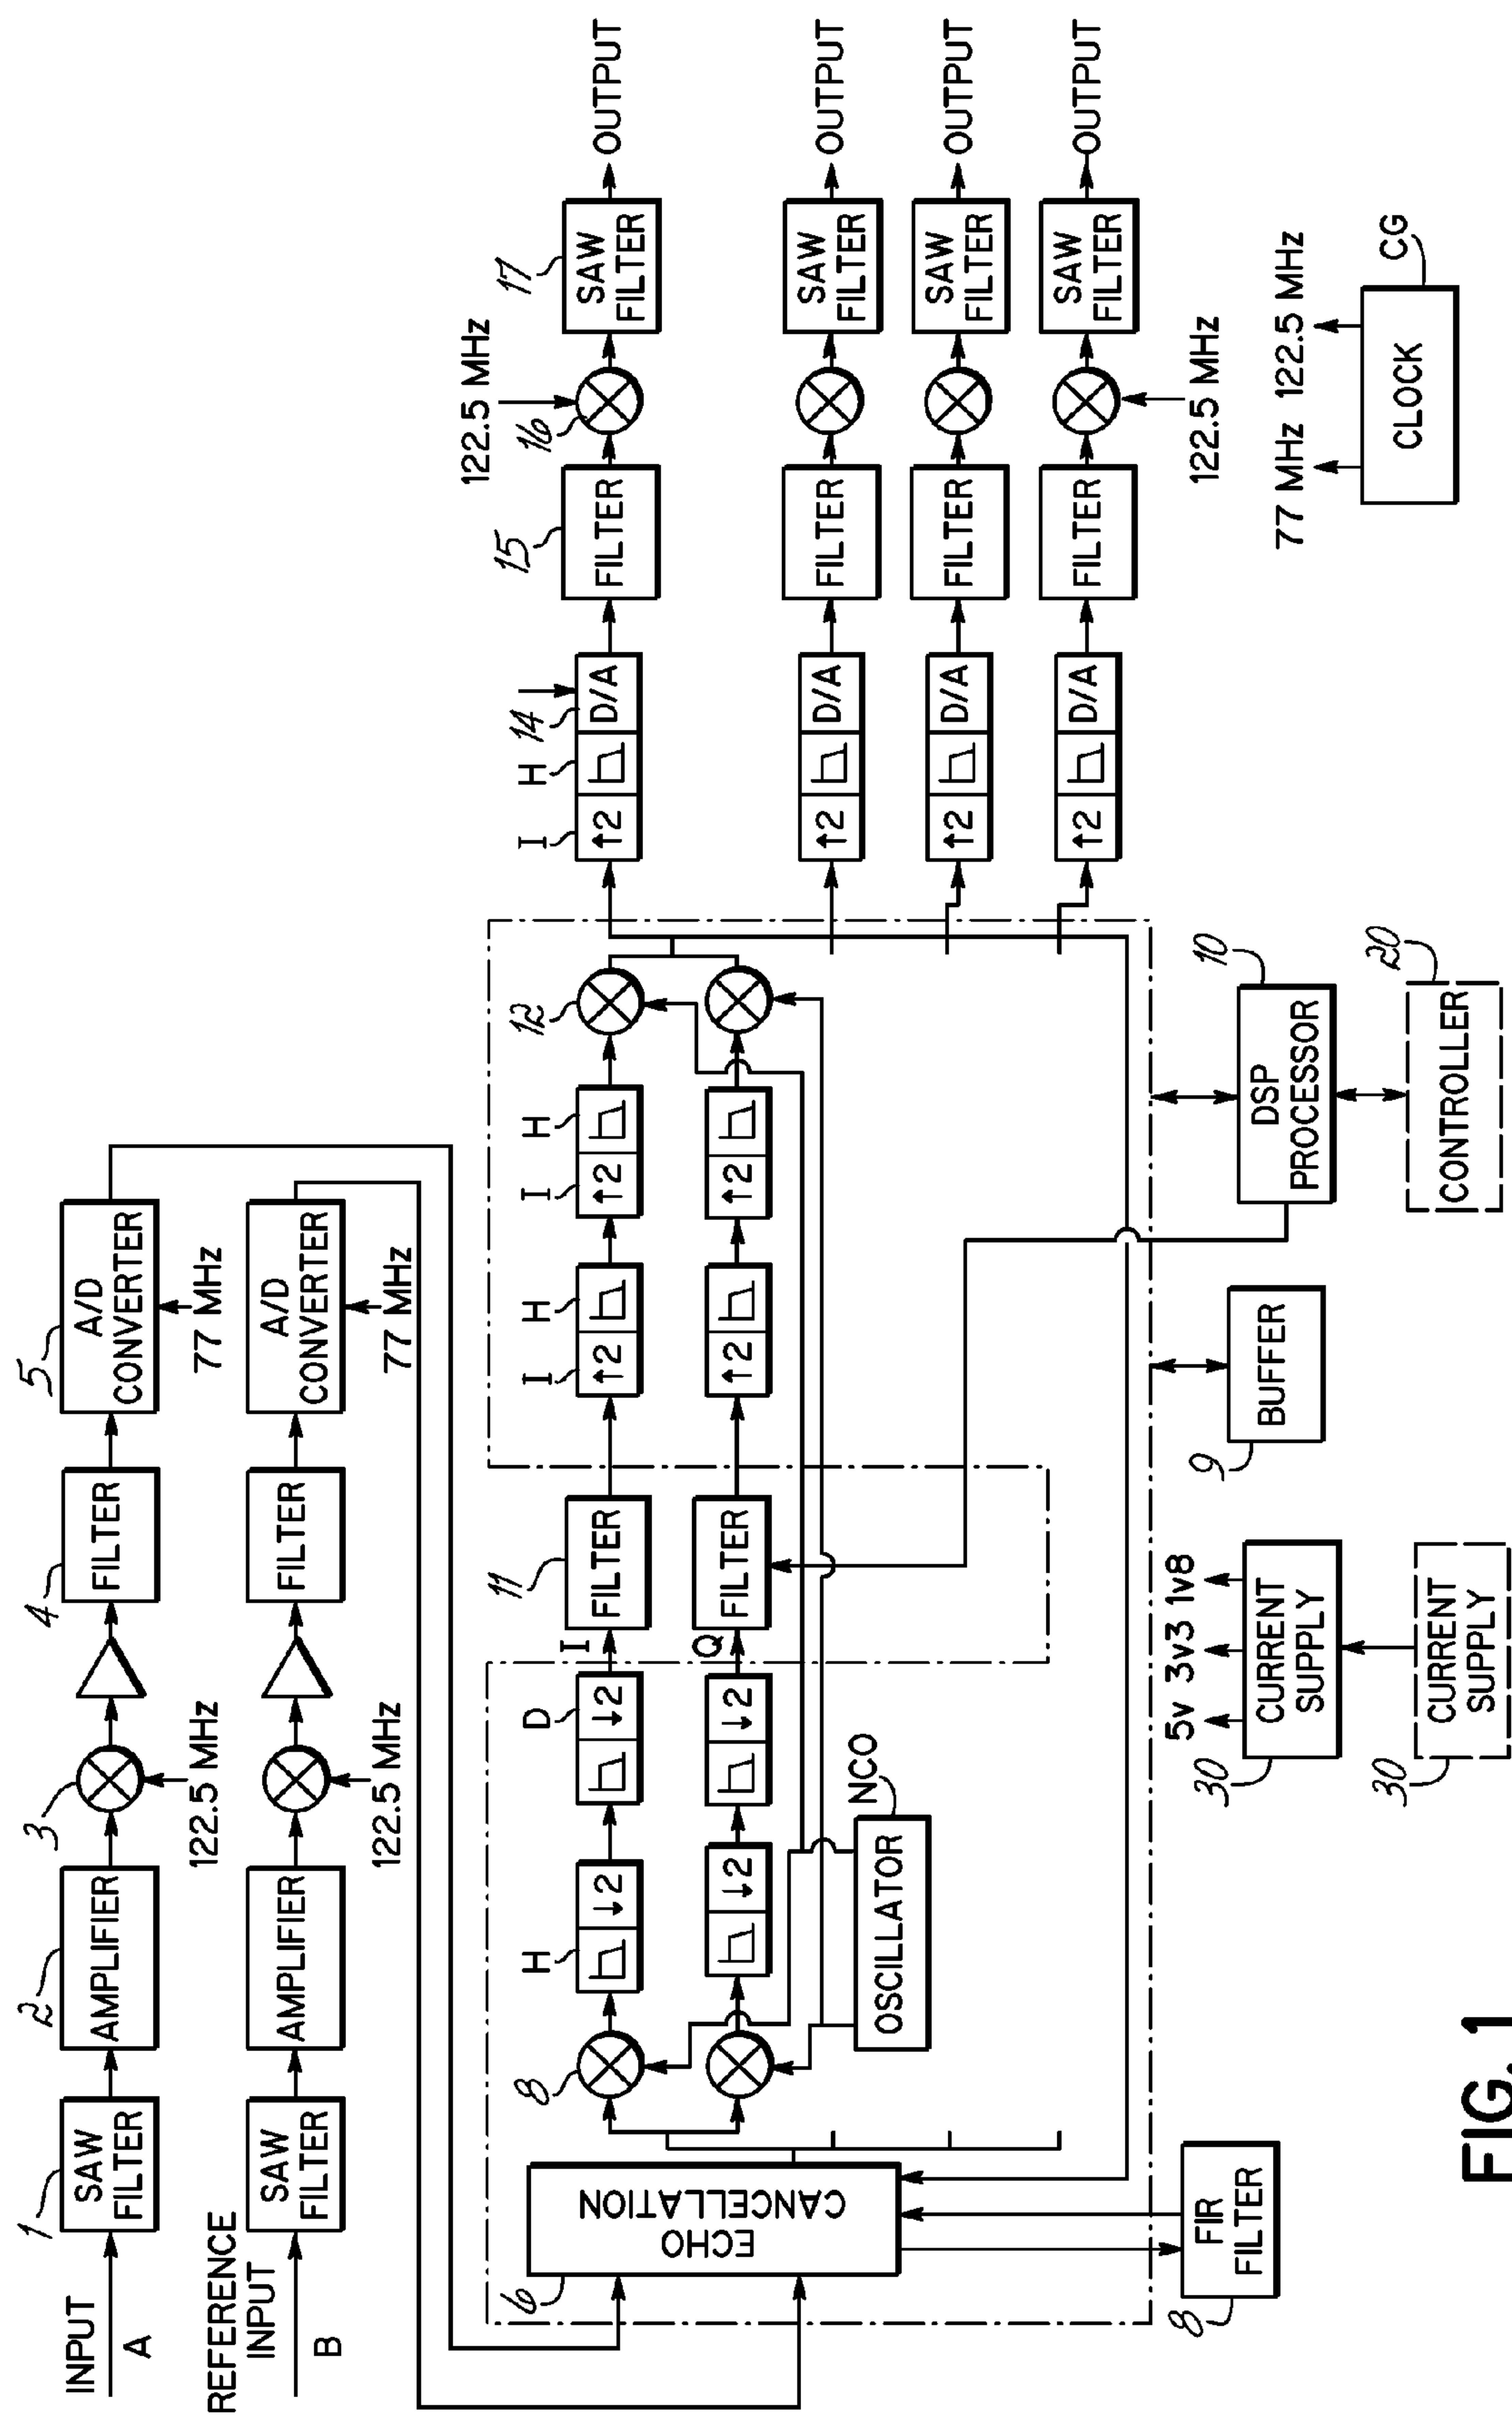 1
2
3
4
5
INPUT
A
SAW
FILTER
AMPLIFIER
122.5 MHz
FILTER
A/D
CONVERTER
77 MHz
REFERENCE
INPUT
B
SAW
FILTER
AMPLIFIER
122.5 MHz
FILTER
A/D
CONVERTER
77 MHz
122.5 MHz
6
ECHO
CANCELLATION
8
H
↓2
D
↓2
I
11
FILTER
I
↑2
H
I
↑2
H
12
I
↑2
H
14
D/A
15
FILTER
16
17
SAW
FILTER
OUTPUT
↓2
↓2
Q
FILTER
↑2
↑2
OSCILLATOR
NCO
↑2
D/A
FILTER
SAW
FILTER
OUTPUT
↑2
D/A
FILTER
SAW
FILTER
OUTPUT
↑2
D/A
FILTER
SAW
FILTER
OUTPUT
122.5 MHz
8
FIR
FILTER
5v 3v3 1v8
30
CURRENT
SUPPLY
30
CURRENT
SUPPLY
9
BUFFER
10
DSP
PROCESSOR
20
CONTROLLER
77 MHz 122.5 MHz
CLOCK
CG
FIG. 1